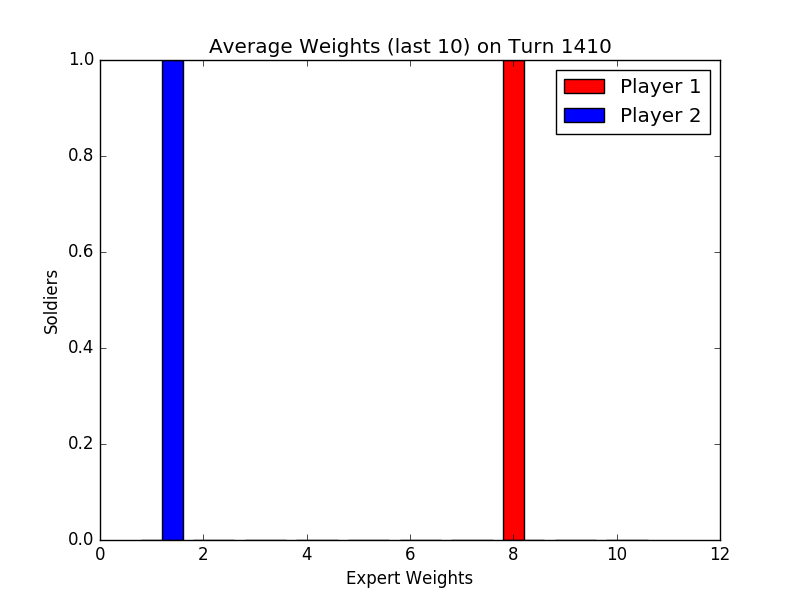 Average Weights (last 10) on Turn 1410
1.0
0.8
0.6
0.4
0.2
0.0
Soldiers
Player 1
Player 2
0 2 4 6 8 10 12
Expert Weights